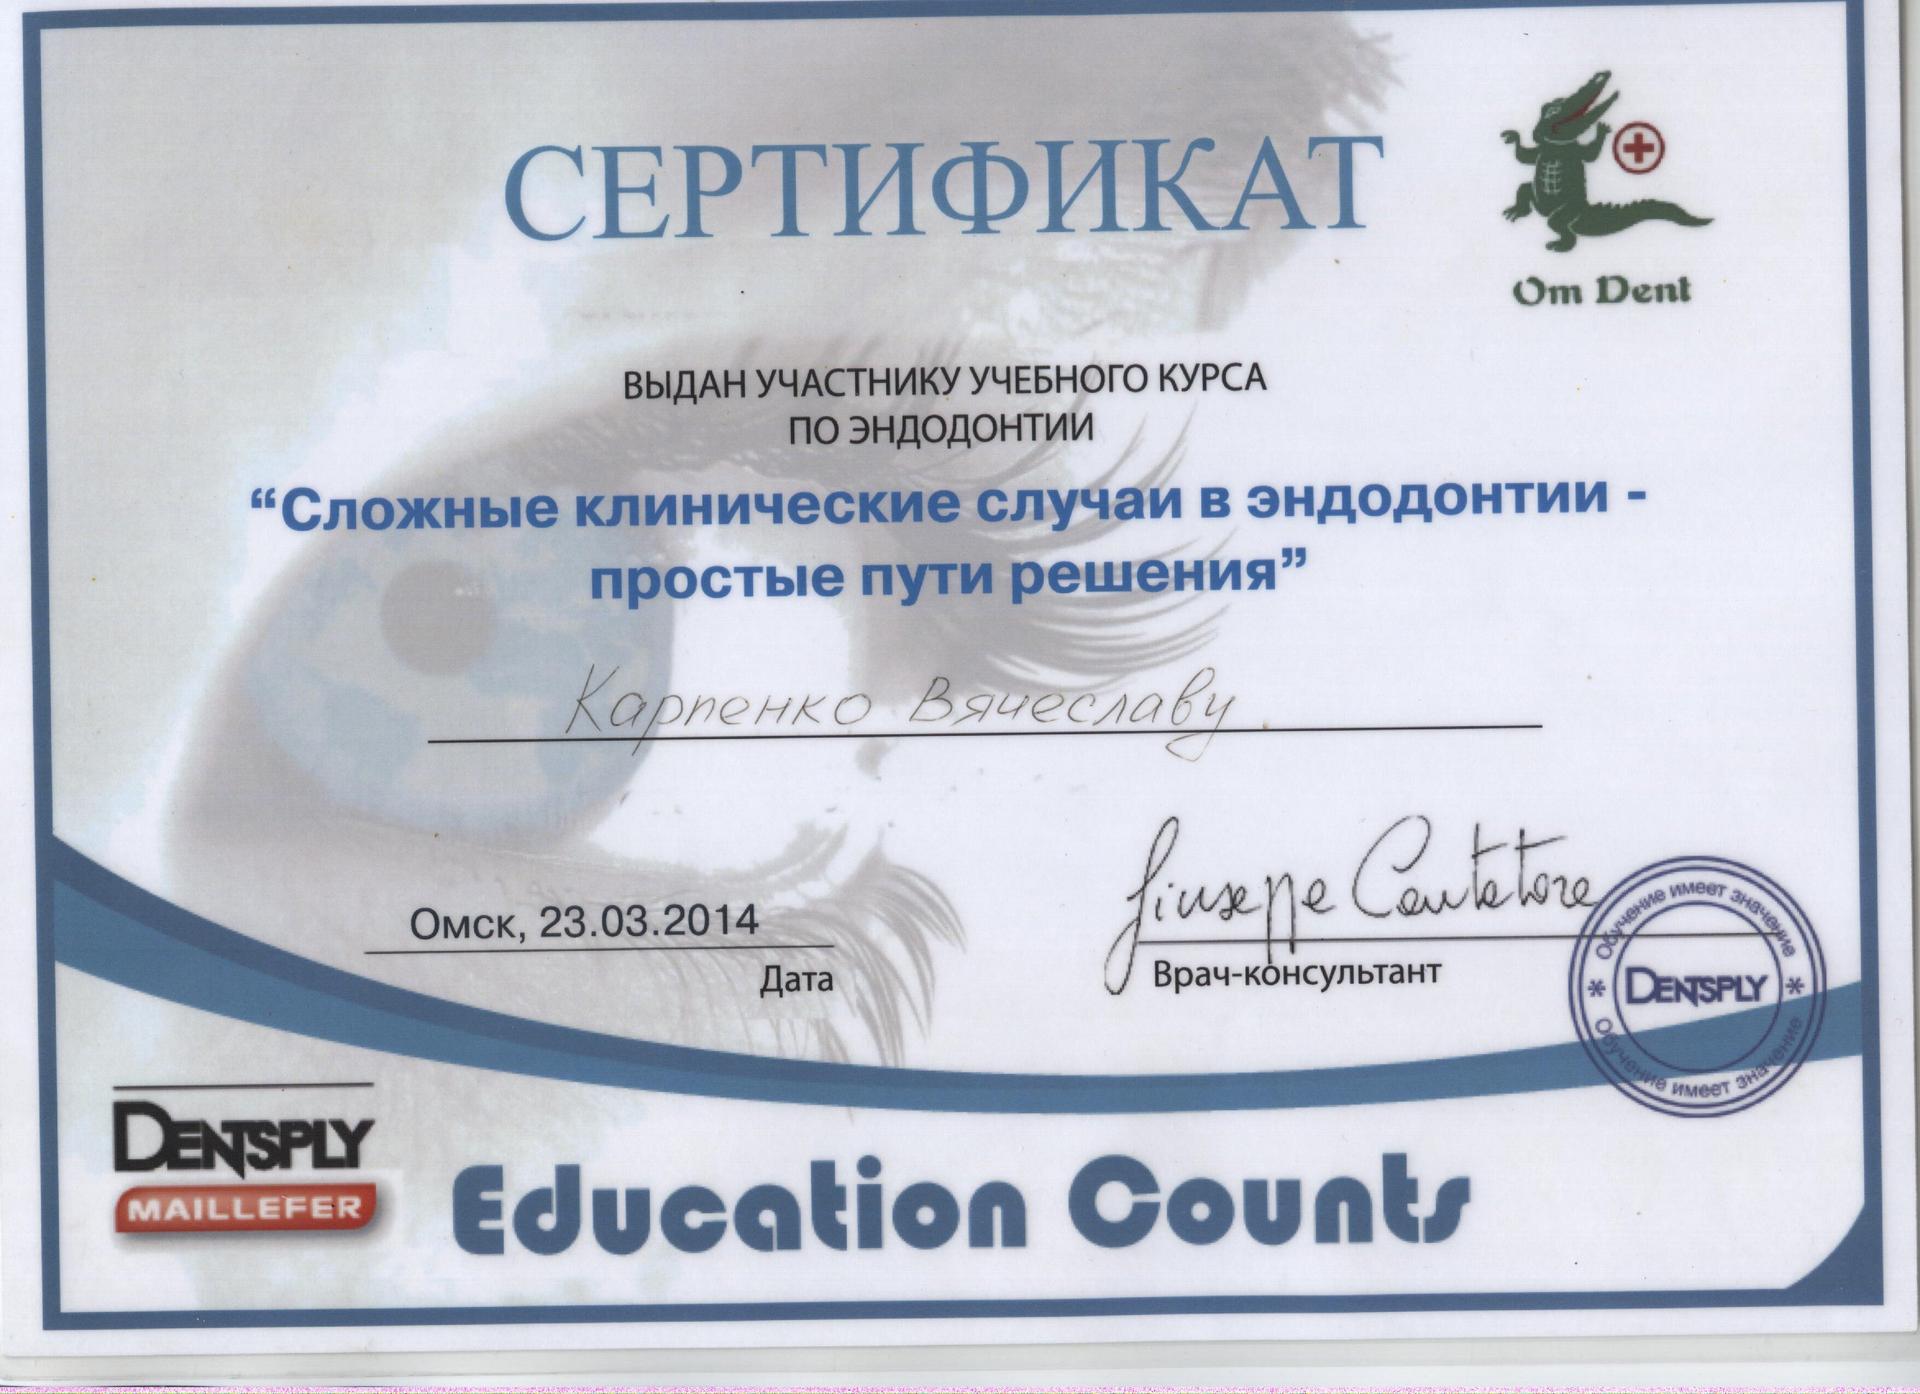 СЕРТИФИКАТ
Om Dent
ВЫДАН УЧАСТНИКУ УЧЕБНОГО КУРСА
ПО ЭНДОДОНТИИ
“Сложные клинические случаи в эндодонтии -
простые пути решения”
Карпенко Вячеславу
Giuseppe Cantatore
Омск, 23.03.2014
Дата
Врач-консультант
Обучение имеет значение
* DENTSPLY *
Обучение имеет значение
DENTSPLY
MAILLEFER
Education Counts